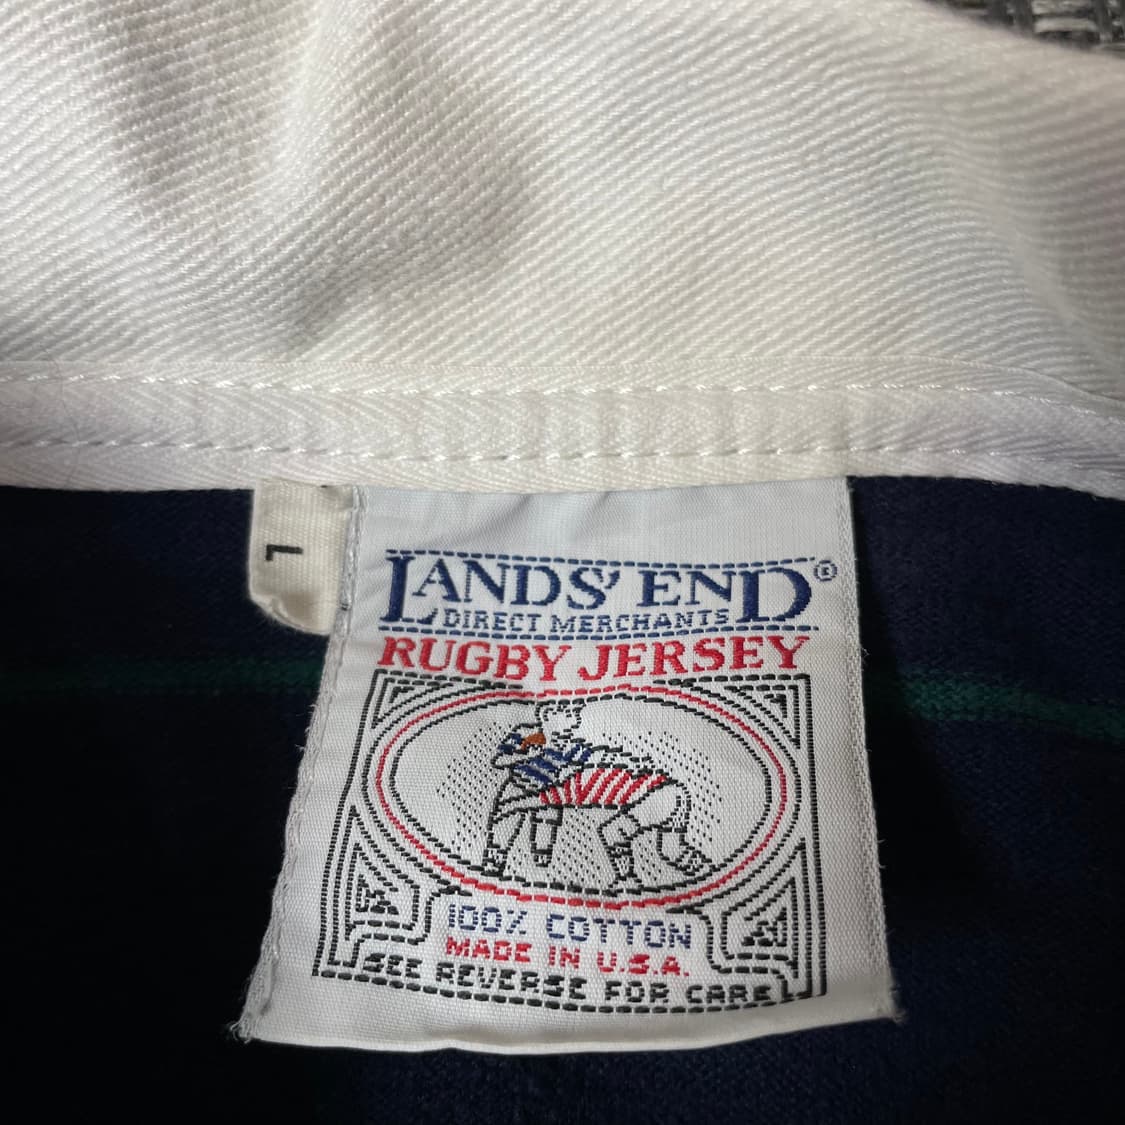 L
LANDS' END®
DIRECT MERCHANTS
RUGBY JERSEY
100% COTTON
MADE IN U.S.A.
SEE REVERSE FOR CARE